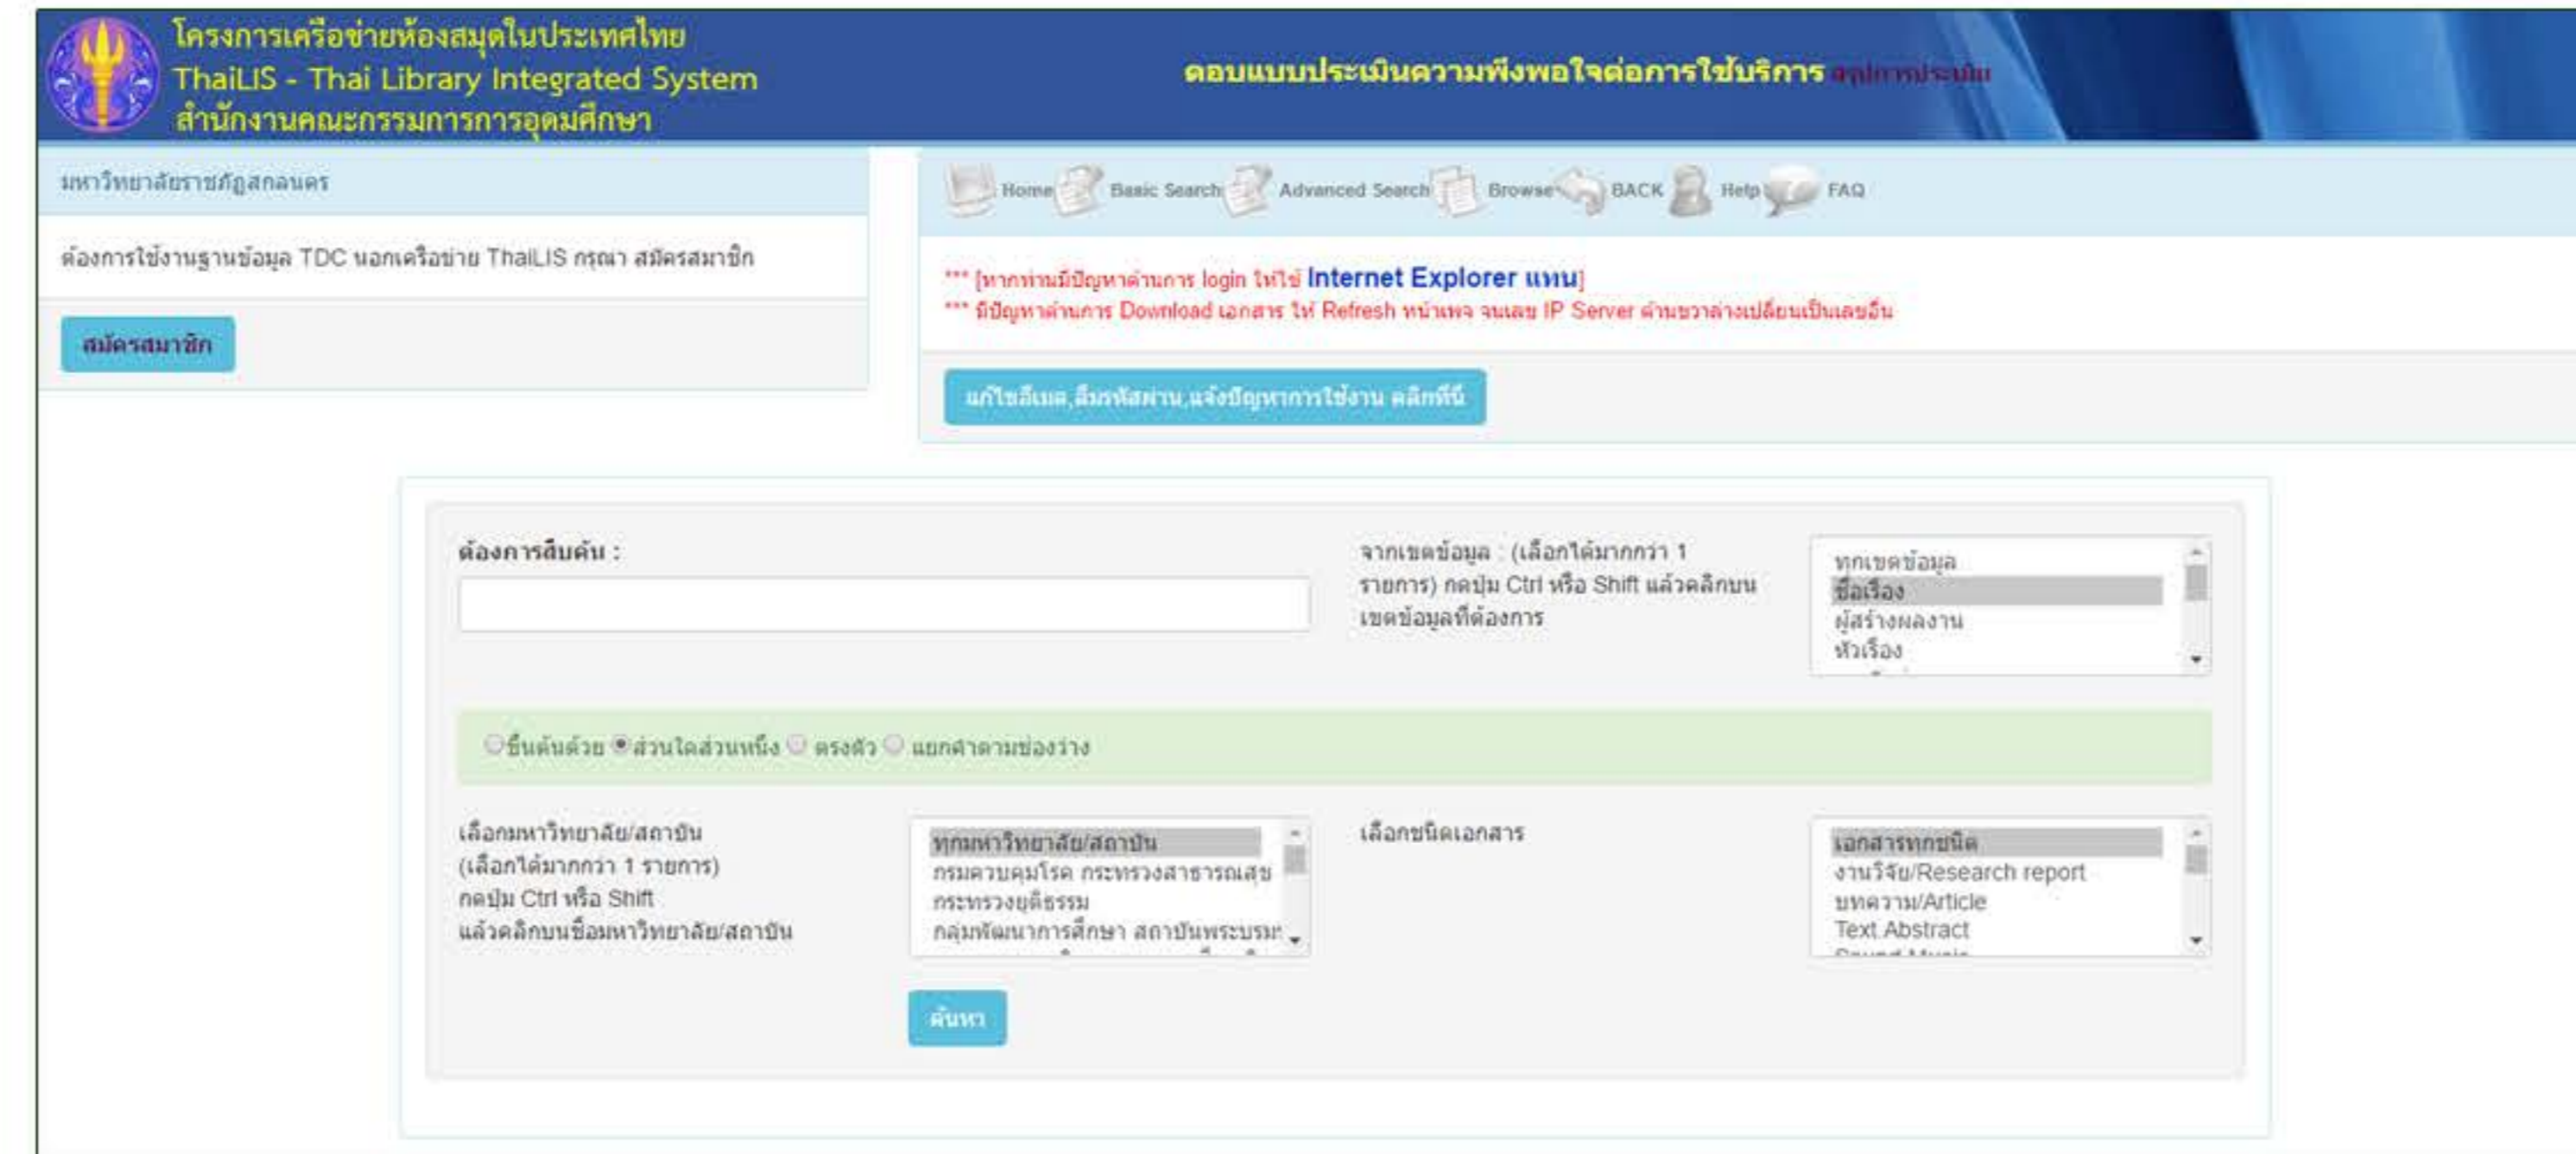 โครงการเครือข่ายห้องสมุดในประเทศไทย
ThaiLIS - Thai Library Integrated System
สำนักงานคณะกรรมการการอุดมศึกษา
ตอบแบบประเมินความพึงพอใจต่อการใช้บริการ สรุปการประเมิน
มหาวิทยาลัยราชภัฏสกลนคร
Home Basic Search Advanced Search Browse BACK Help FAQ
ต้องการใช้งานฐานข้อมูล TDC นอกเครือข่าย ThaiLIS กรุณา สมัครสมาชิก
สมัครสมาชิก
*** [หากท่านมีปัญหาด้านการ login ให้ใช้ Internet Explorer แทน]
*** มีปัญหาด้านการ Download เอกสาร ให้ Refresh หน้าเพจ จนเลข IP Server ด้านขวาล่างเปลี่ยนเป็นเลขอื่น
แก้ไขอีเมล,ลืมรหัสผ่าน,แจ้งปัญหาการใช้งาน คลิกที่นี่
ต้องการสืบค้น :
จากเขตข้อมูล : (เลือกได้มากกว่า 1
รายการ) กดปุ่ม Ctrl หรือ Shift แล้วคลิกบน
เขตข้อมูลที่ต้องการ
ทุกเขตข้อมูล
ชื่อเรื่อง
ผู้สร้างผลงาน
หัวเรื่อง
ขึ้นต้นด้วย ส่วนใดส่วนหนึ่ง ตรงตัว แยกคำตามช่องว่าง
เลือกมหาวิทยาลัย/สถาบัน
(เลือกได้มากกว่า 1 รายการ)
กดปุ่ม Ctrl หรือ Shift
แล้วคลิกบนชื่อมหาวิทยาลัย/สถาบัน
ทุกมหาวิทยาลัย/สถาบัน
กรมควบคุมโรค กระทรวงสาธารณสุข
กระทรวงยุติธรรม
กลุ่มพัฒนาการศึกษา สถาบันพระบรมร
เลือกชนิดเอกสาร
เอกสารทุกชนิด
งานวิจัย/Research report
บทความ/Article
Text Abstract
ค้นหา